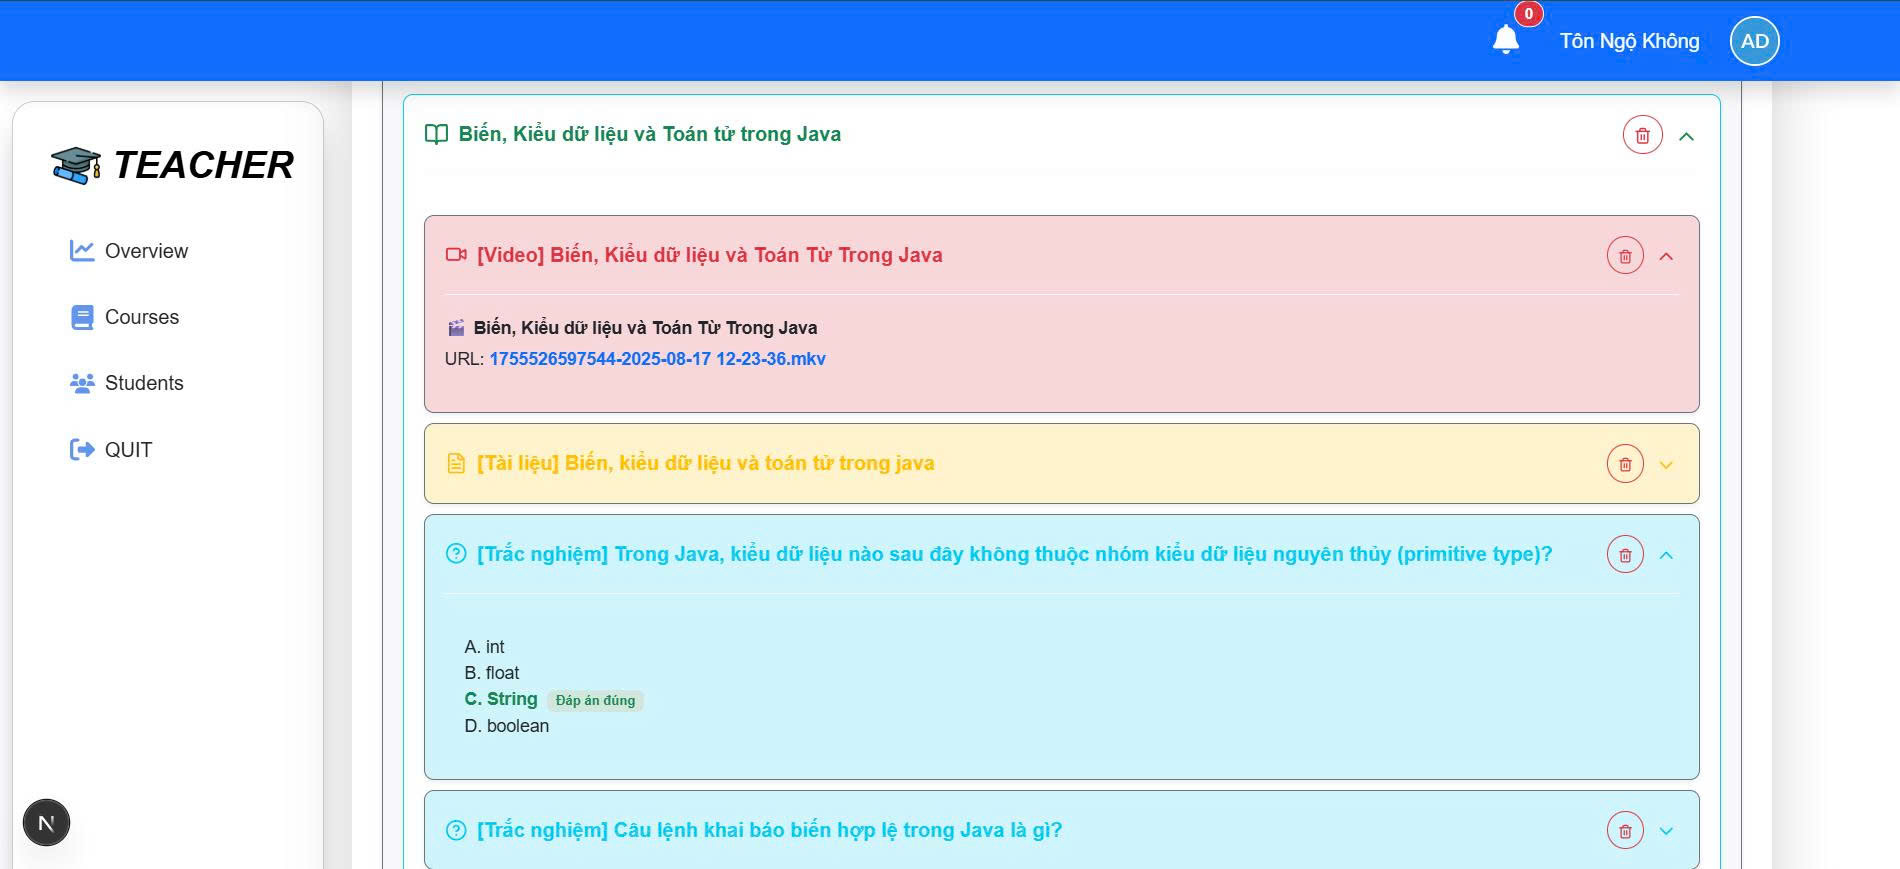 0
Tôn Ngộ Không
AD
TEACHER
Overview
Courses
Students
QUIT
N
Biến, Kiểu dữ liệu và Toán tử trong Java
[Video] Biến, Kiểu dữ liệu và Toán Từ Trong Java
Biến, Kiểu dữ liệu và Toán Từ Trong Java
URL: 1755526597544-2025-08-17 12-23-36.mkv
[Tài liệu] Biến, kiểu dữ liệu và toán tử trong java
[Trắc nghiệm] Trong Java, kiểu dữ liệu nào sau đây không thuộc nhóm kiểu dữ liệu nguyên thủy (primitive type)?
A. int
B. float
C. String Đáp án đúng
D. boolean
[Trắc nghiệm] Câu lệnh khai báo biến hợp lệ trong Java là gì?